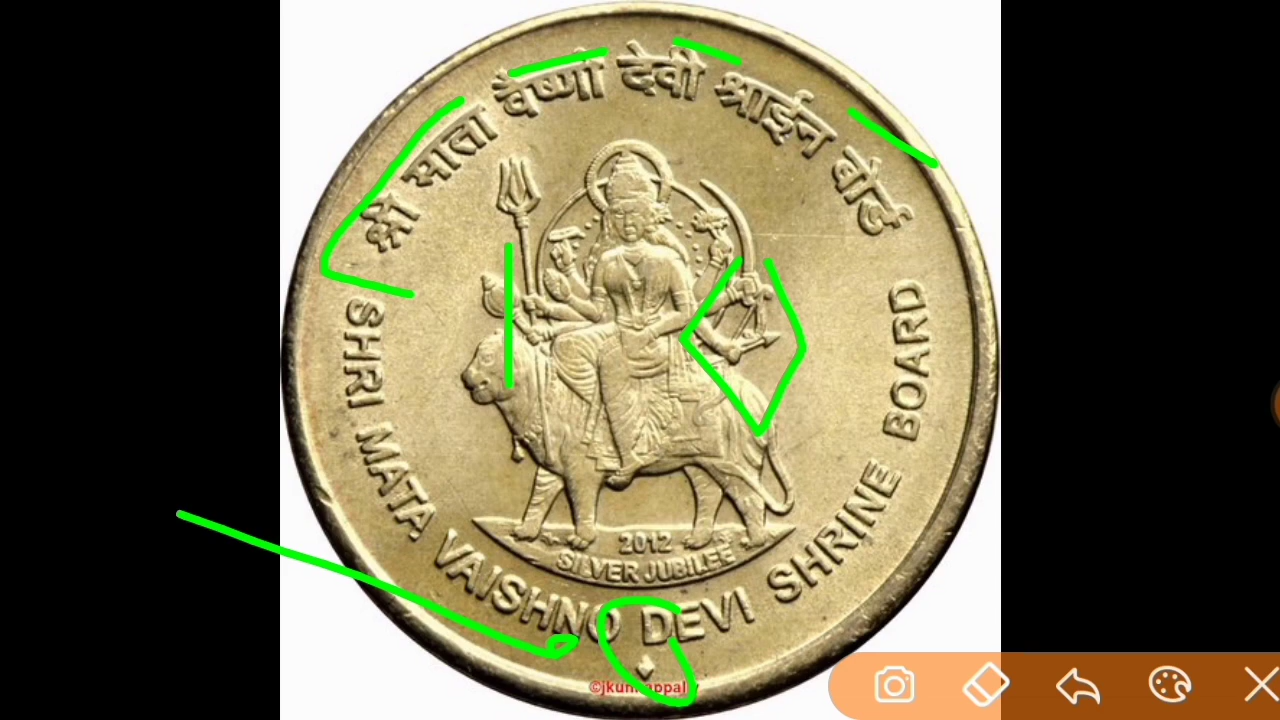 श्री माता वैष्णो देवी श्राईन बोर्ड
SHRI MATA VAISHNO DEVI SHRINE BOARD
2012
SILVER JUBILEE